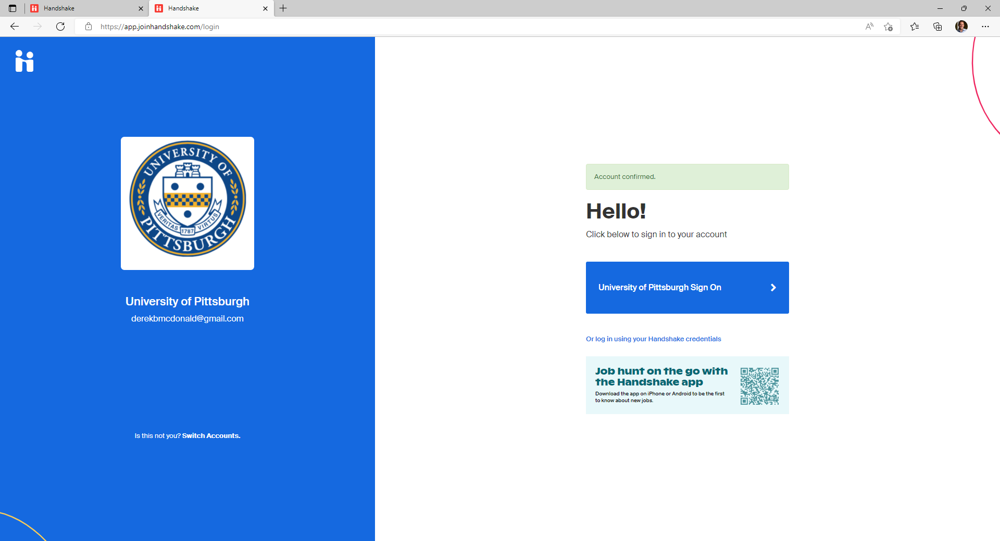 Handshake
Handshake
https://app.joinhandshake.com/login
UNIVERSITY OF
PITTSBURGH
VERITAS 1787 VIRTUS
University of Pittsburgh
derekbmcdonald@gmail.com
Is this not you? Switch Accounts.
Account confirmed.
Hello!
Click below to sign in to your account
University of Pittsburgh Sign On
Or log in using your Handshake credentials
Job hunt on the go with
the Handshake app
Download the app on iPhone or Android to be the first
to know about new jobs.